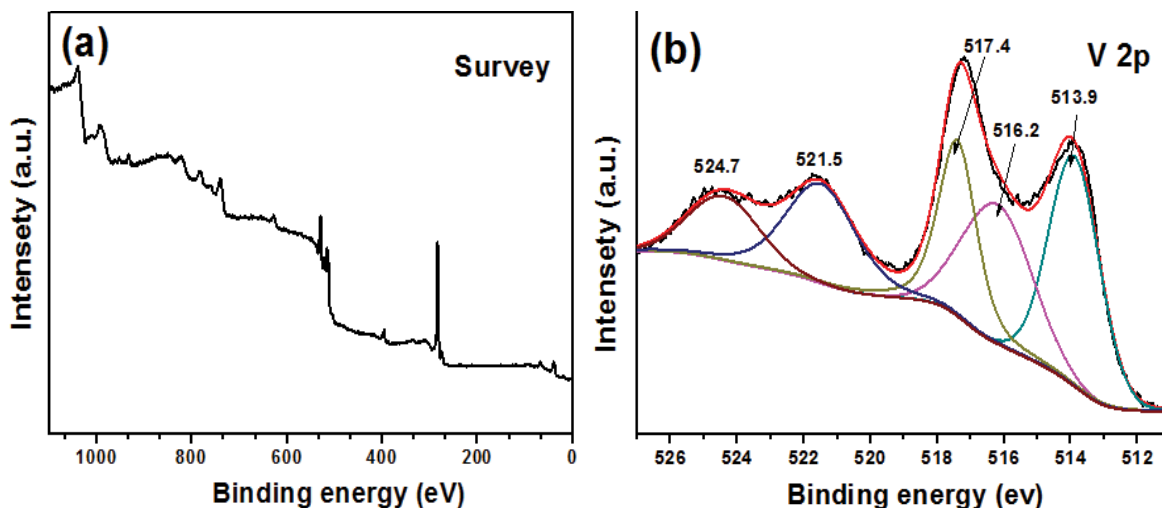 (a)
Survey
Intensety (a.u.)
1000 800 600 400 200 0
Binding energy (eV)
(b)
V 2p
517.4
516.2
513.9
524.7
521.5
Intensety (a.u.)
526 524 522 520 518 516 514 512
Binding energy (ev)